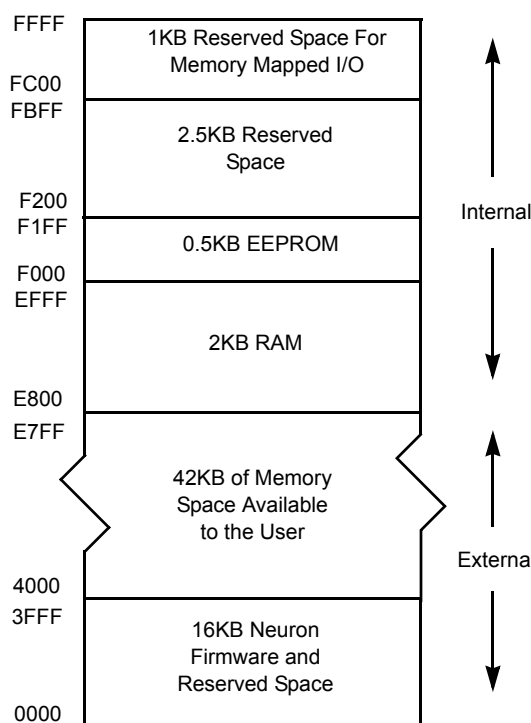 FFFF
1KB Reserved Space For
Memory Mapped I/O
FC00
FBFF
2.5KB Reserved
Space
F200
F1FF
Internal
0.5KB EEPROM
F000
EFFF
2KB RAM
E800
E7FF
42KB of Memory
Space Available
to the User
Externa
4000
3FFF
16KB Neuron
Firmware and
Reserved Space
0000